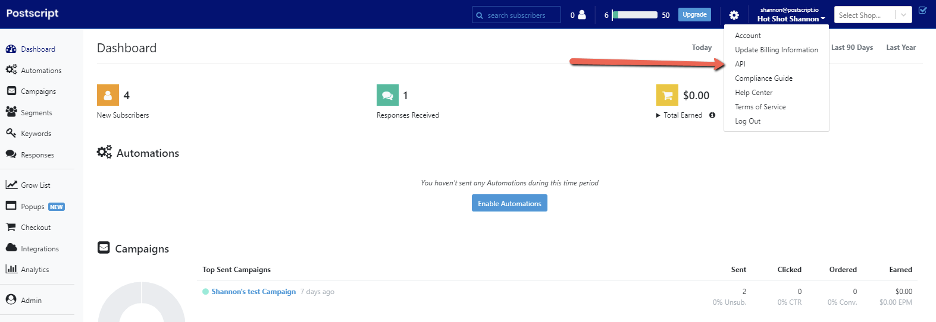 Postscript
search subscribers
0
6 50
Upgrade
shannon@postscript.io
Hot Shot Shannon
Select Shop...
Account
Update Billing Information
API
Compliance Guide
Help Center
Terms of Service
Log Out
Dashboard
Automations
Campaigns
Segments
Keywords
Responses
Grow List
Popups NEW
Checkout
Integrations
Analytics
Admin
Dashboard
Today
Last 90 Days
Last Year
4
New Subscribers
1
Responses Received
$0.00
Total Earned
Automations
You haven't sent any Automations during this time period
Enable Automations
Campaigns
Top Sent Campaigns Sent Clicked Ordered Earned
Shannon's test Campaign 7 days ago 2 0 0 $0.00
0% Unsub. 0% CTR 0% Conv. $0.00 EPM